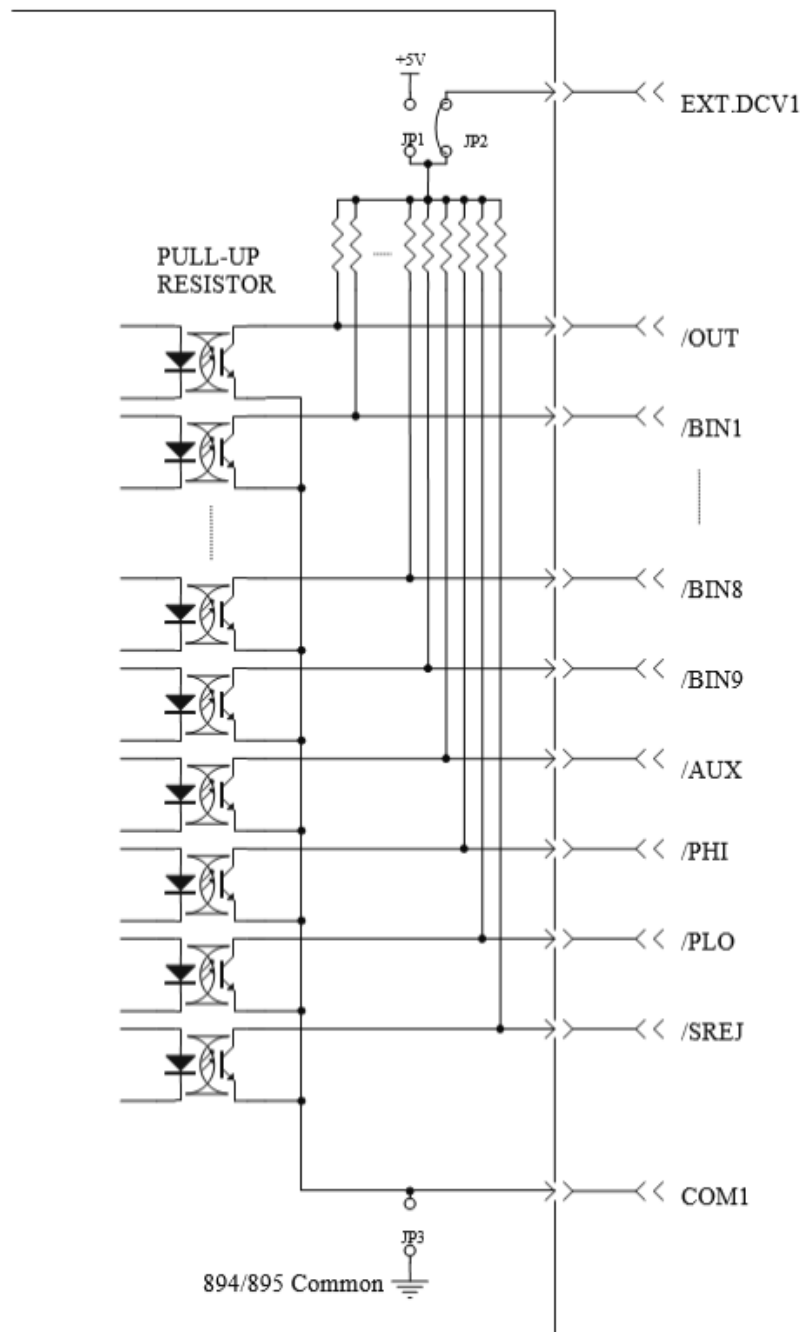 +5V
EXT.DCV1
JP1
JP2
PULL-UP
RESISTOR
/OUT
/BIN1
/BIN8
/BIN9
/AUX
/PHI
/PLO
/SREJ
COM1
JP3
894/895 Common